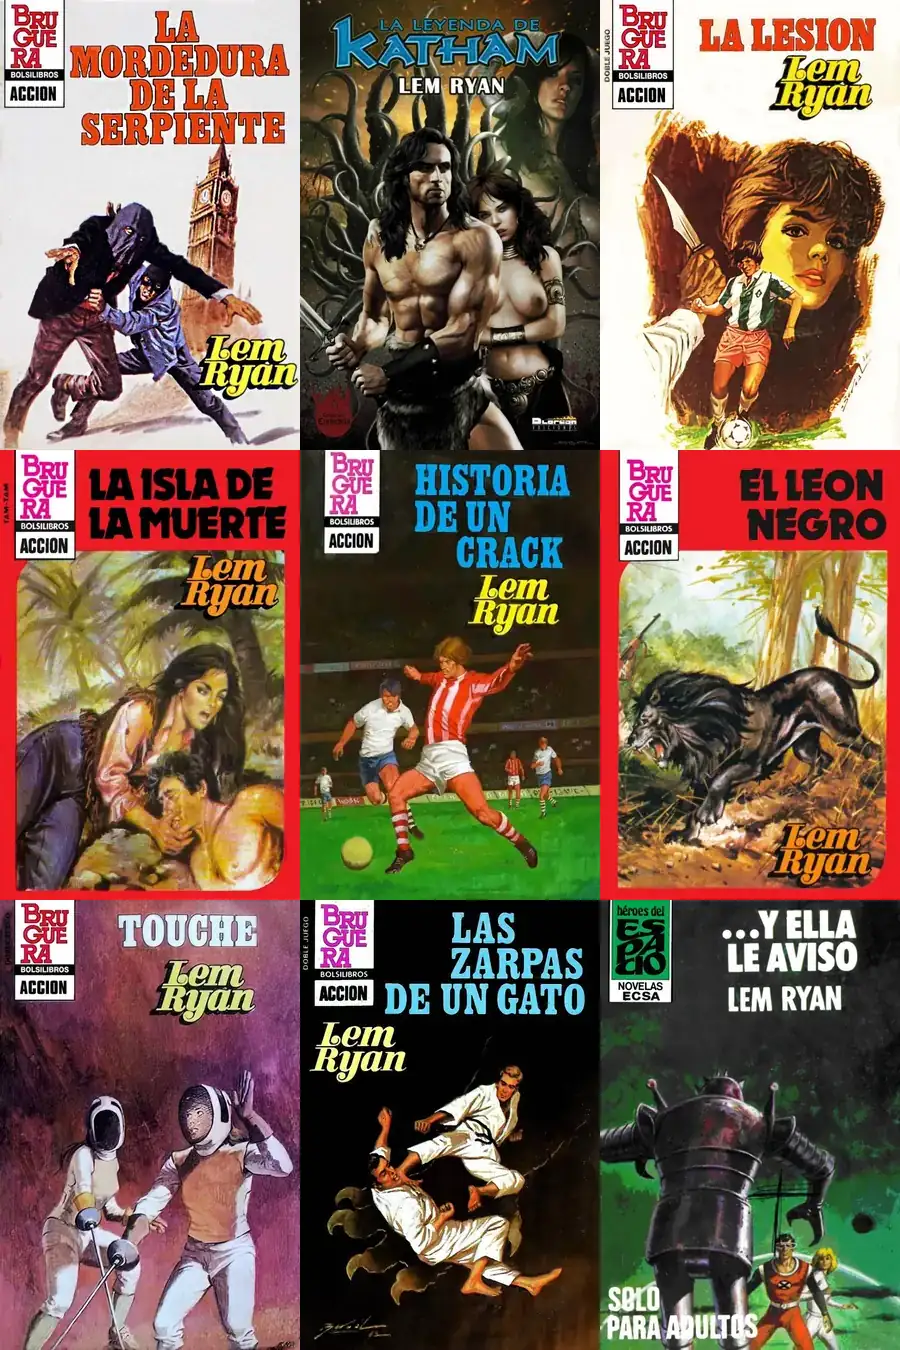 BRU
GUE
RA
BOLSILIBROS
ACCION
LA
MORDEDURA
DE LA
SERPIENTE
Lem
Ryan
LA LEYENDA DE
KATHAM
LEM RYAN
DLOREAN
EDICIONES
DOBLE JUEGO
BRU
GUE
RA
BOLSILIBROS
ACCION
LA LESION
Lem
Ryan
TAM-TAM
BRU
GUE
RA
BOLSILIBROS
ACCION
LA ISLA DE
LA MUERTE
Lem
Ryan
BRU
GUE
RA
BOLSILIBROS
ACCION
HISTORIA
DE UN
CRACK
Lem
Ryan
BRU
GUE
RA
BOLSILIBROS
ACCION
EL LEON
NEGRO
Lem
Ryan
BRU
GUE
RA
BOLSILIBROS
ACCION
TOUCHE
Lem
Ryan
DOBLE JUEGO
BRU
GUE
RA
BOLSILIBROS
ACCION
LAS
ZARPAS
DE UN GATO
Lem
Ryan
héroes del
ESPACIO
NOVELAS
ECSA
...Y ELLA
LE AVISO
LEM RYAN
SOLO
PARA ADULTOS